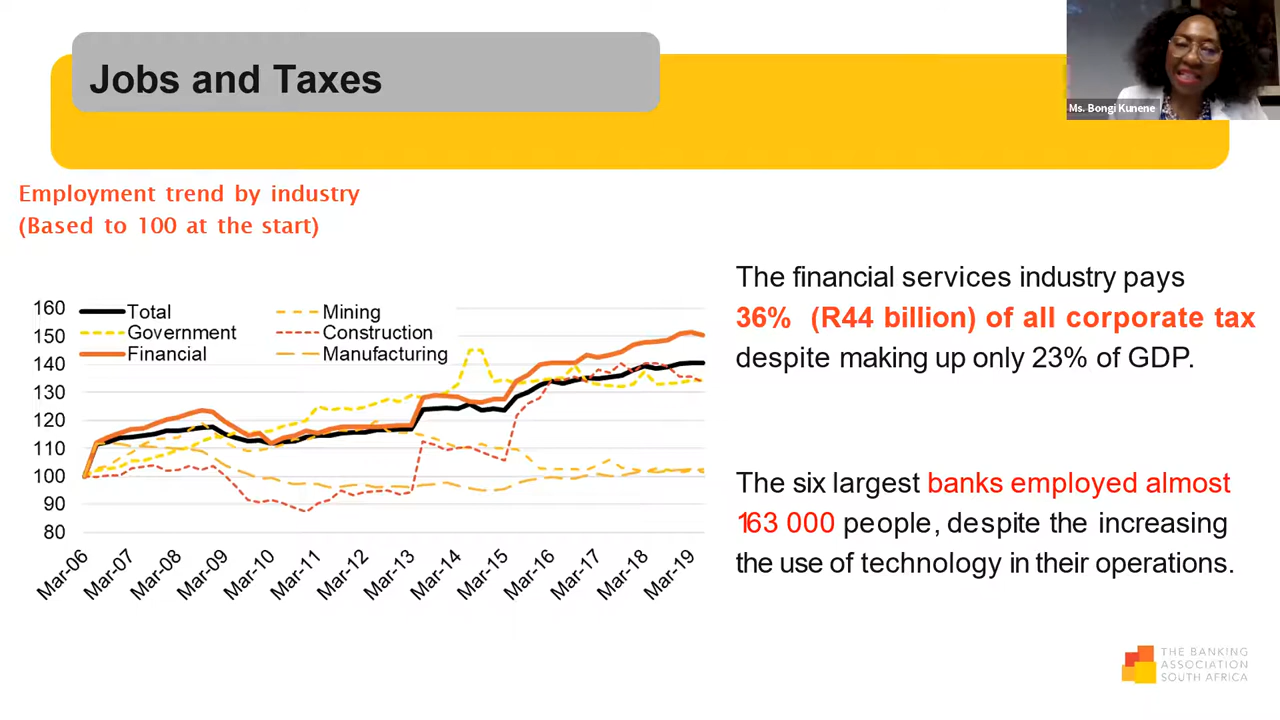 Jobs and Taxes
Ms. Bongi Kunene
Employment trend by industry
(Based to 100 at the start)
160
150
140
130
120
110
100
90
80
Total
Mining
Government
Construction
Financial
Manufacturing
Mar-06
Mar-07
Mar-08
Mar-09
Mar-10
Mar-11
Mar-12
Mar-13
Mar-14
Mar-15
Mar-16
Mar-17
Mar-18
Mar-19
The financial services industry pays
36% (R44 billion) of all corporate tax
despite making up only 23% of GDP.
The six largest banks employed almost
163 000 people, despite the increasing
the use of technology in their operations.
THE BANKING
ASSOCIATION
SOUTH AFRICA